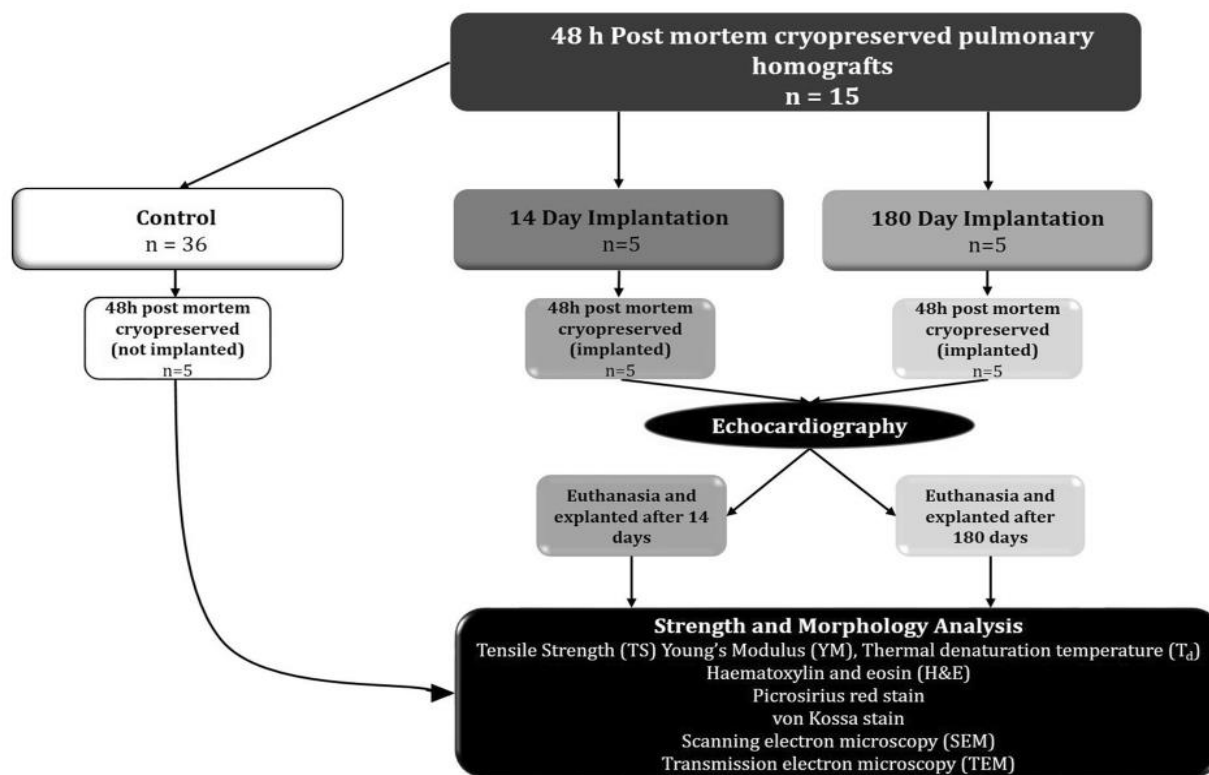 48 h Post mortem cryopreserved pulmonary
homografts
n = 15
Control
n = 36
14 Day Implantation
n=5
180 Day Implantation
n=5
48h post mortem
cryopreserved
(not implanted)
n=5
48h post mortem
cryopreserved
(implanted)
n=5
48h post mortem
cryopreserved
(implanted)
n=5
Echocardiography
Euthanasia and
explanted after 14
days
Euthanasia and
explanted after
180 days
Strength and Morphology Analysis
Tensile Strength (TS) Young's Modulus (YM), Thermal denaturation temperature (Td)
Haematoxylin and eosin (H&E)
Picrosirius red stain
von Kossa stain
Scanning electron microscopy (SEM)
Transmission electron microscopy (TEM)